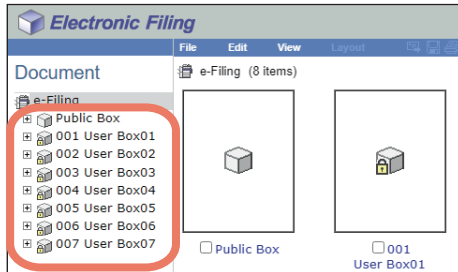 Electronic Filing
File Edit View Layout
Document
e-Filing (8 items)
e-Filing
Public Box
001 User Box01
002 User Box02
003 User Box03
004 User Box04
005 User Box05
006 User Box06
007 User Box07
Public Box
001
User Box01